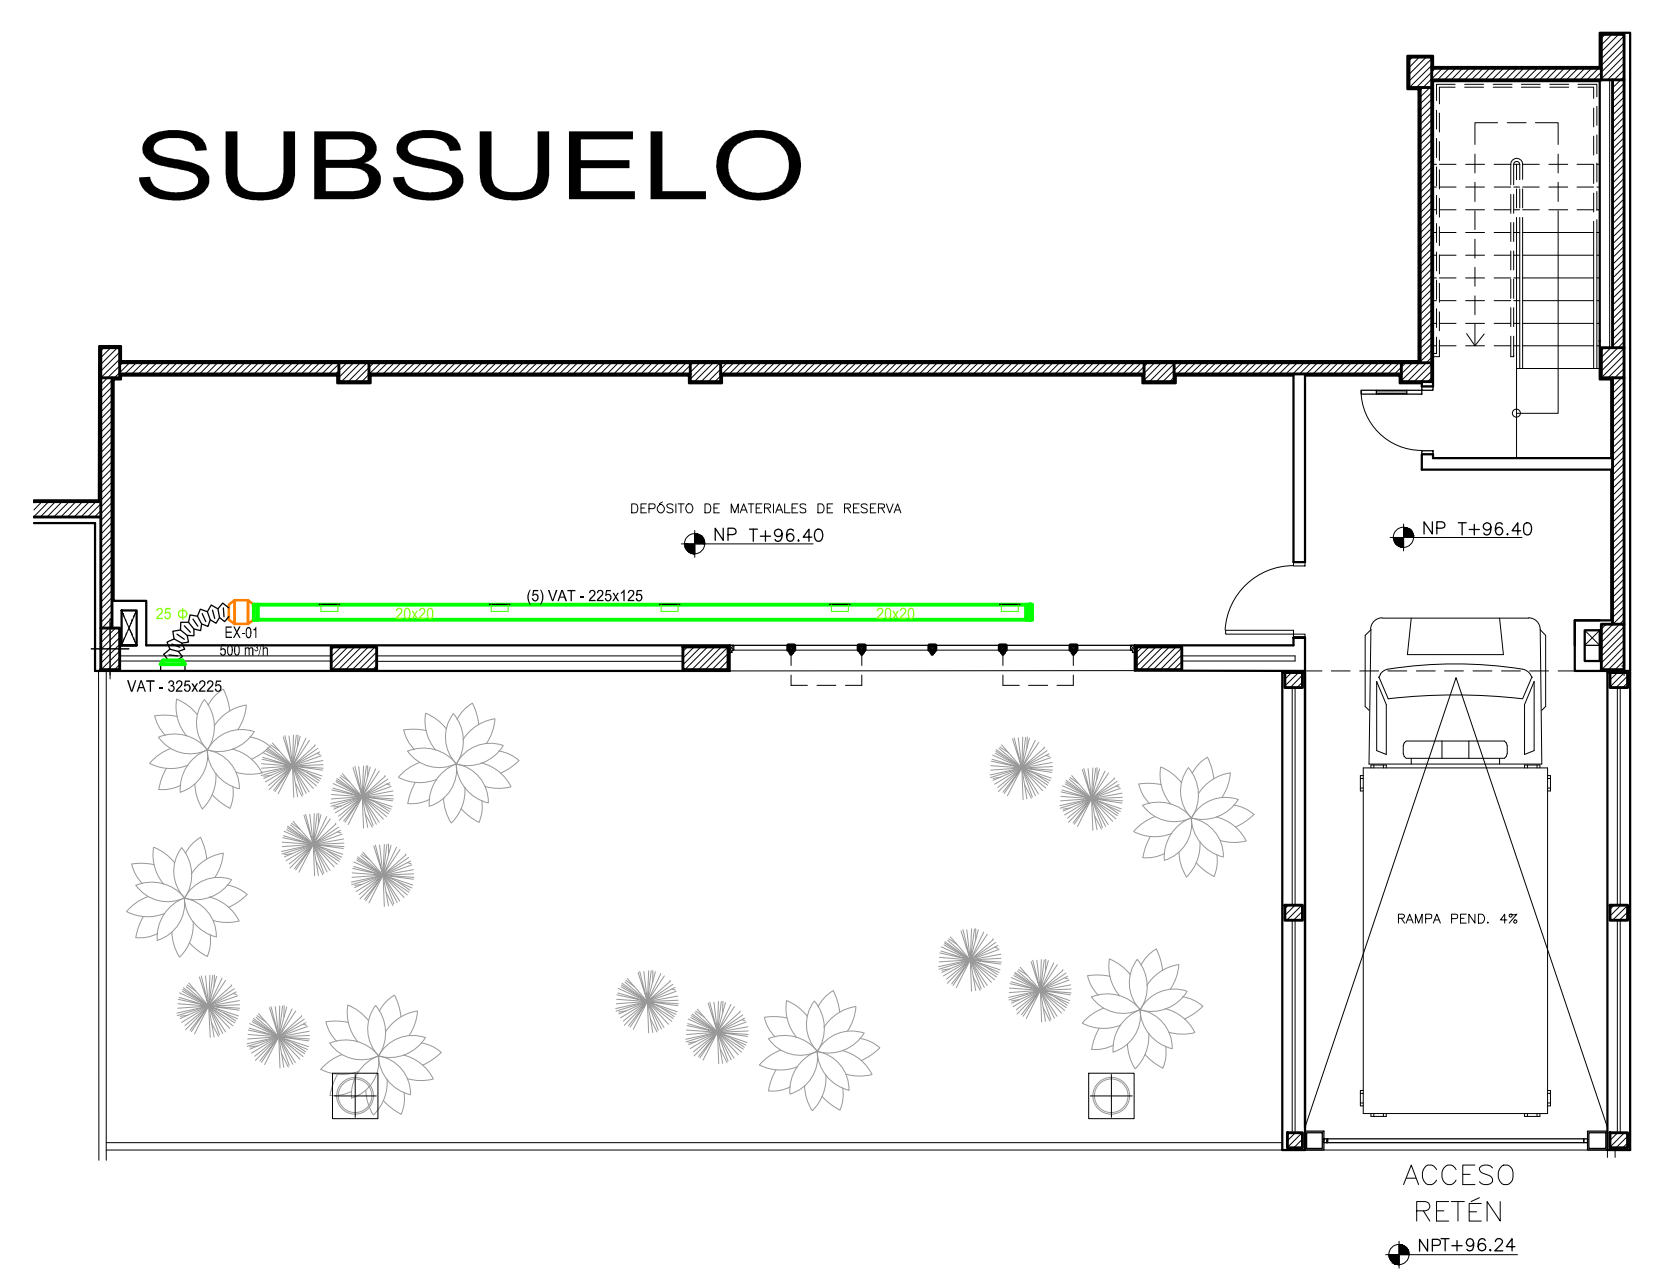 SUBSUELO
DEPÓSITO DE MATERIALES DE RESERVA
NP T+96.40
NP T+96.40
(5) VAT - 225x125
25 Φ
20x20
20x20
EX-01
500 m³/h
VAT - 325x225
RAMPA PEND. 4%
ACCESO
RETÉN
NPT+96.24